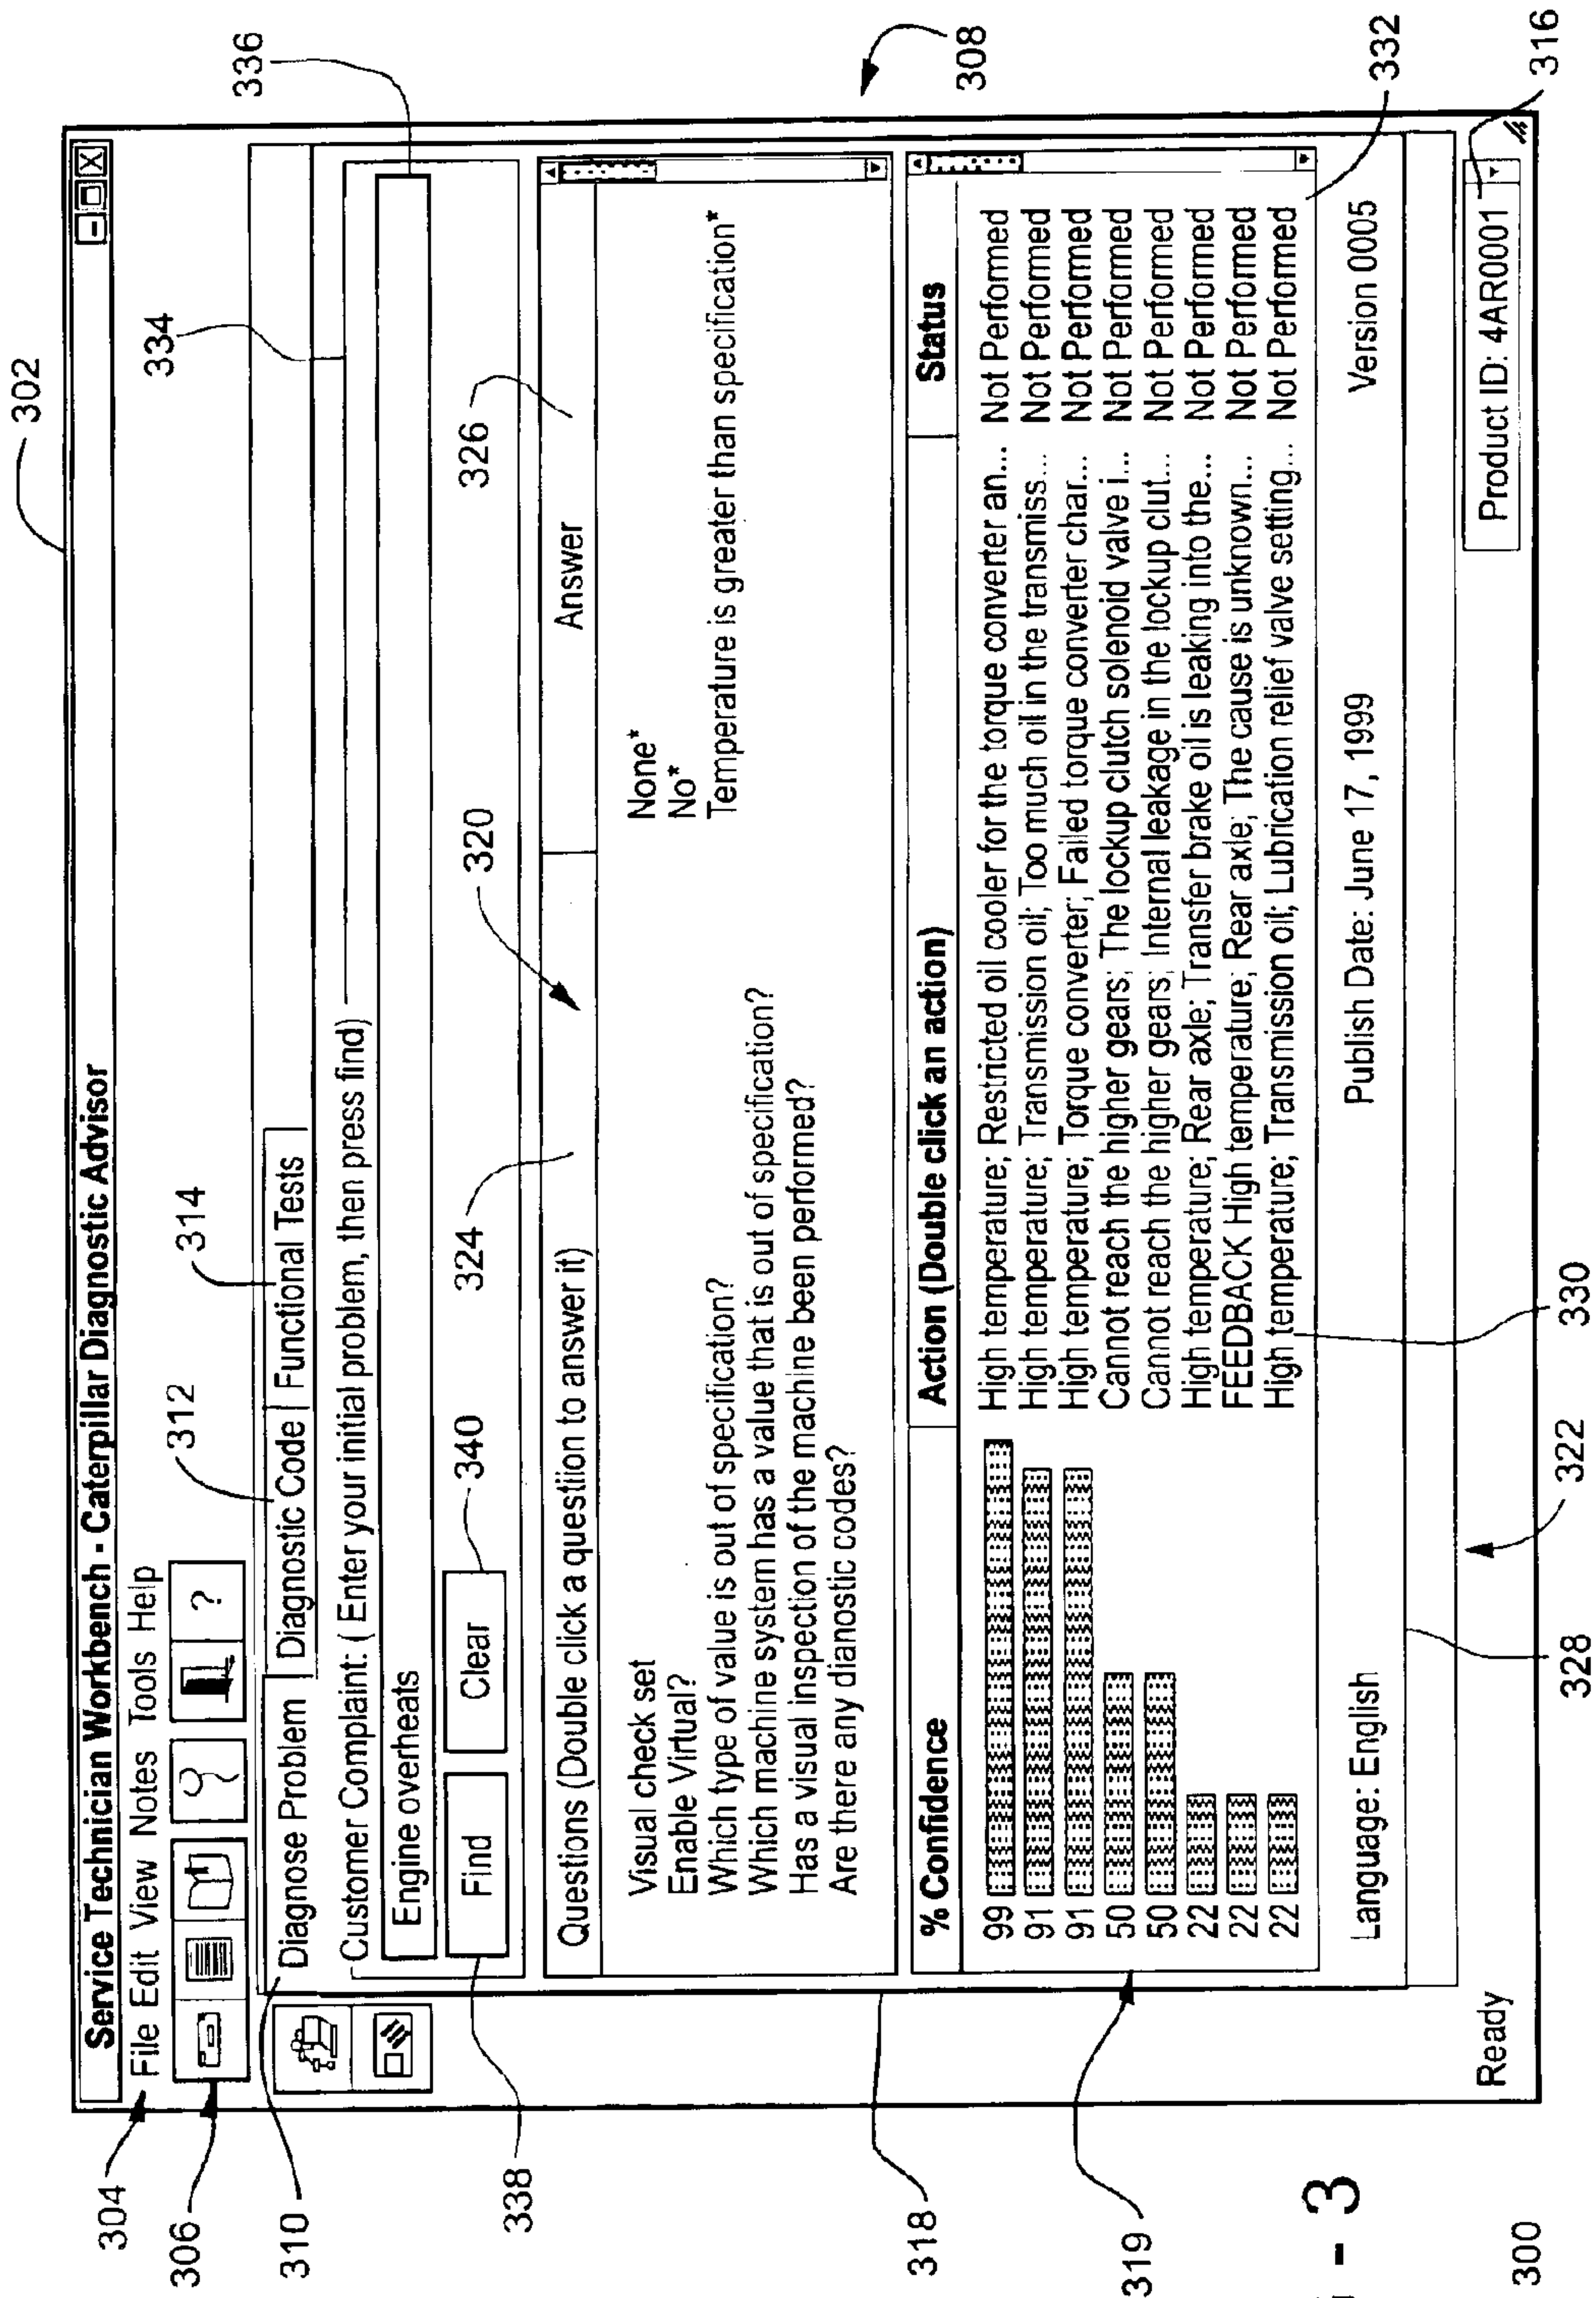 302
Service Technician Workbench - Caterpillar Diagnostic Advisor
304
File Edit View Notes Tools Help
306
?
312
314
334
336
310
Diagnose Problem
Diagnostic Code
Functional Tests
Customer Complaint: ( Enter your initial problem, then press find)
Engine overheats
Find
Clear
338
340
324
320
326
Questions (Double click a questiion to answer it)
Answer
Visual check set
Enable Virtual?
None*
Which type of value is out of specification?
No*
Which machine system has a value that is out of specification?
Temperature is greater than specification*
Has a visual inspection of the machine been performed?
Are there any dianostic codes?
318
308
% Confidence
Action (Double click an action)
Status
99 High temperature; Restricted oil cooler for the torque converter an... Not Performed
91 High temperature; Transmission oil; Too much oil in the transmiss... Not Performed
91 High temperature; Torque converter; Failed torque converter char... Not Performed
50 Cannot reach the higher gears; The lockup clutch solenoid valve i... Not Performed
50 Cannot reach the higher gears; Internal leakage in the lockup clut... Not Performed
22 High temperature; Rear axle; Transfer brake oil is leaking into the... Not Performed
22 FEEDBACK High temperature; Rear axle; The cause is unknown... Not Performed
22 High temperature; Transmission oil; Lubrication relief valve setting... Not Performed
319
332
Language: English
Publish Date: June 17, 1999
Version 0005
Ready
Product ID: 4AR0001
316
328
322
330
- 3
300